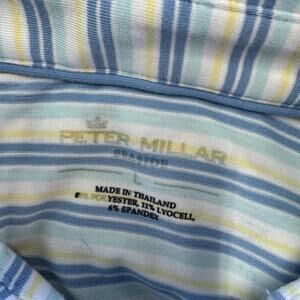 PETER MILLAR
L
MADE IN THAILAND
POLYESTER, 11% LYOCELL,
6% SPANDEX